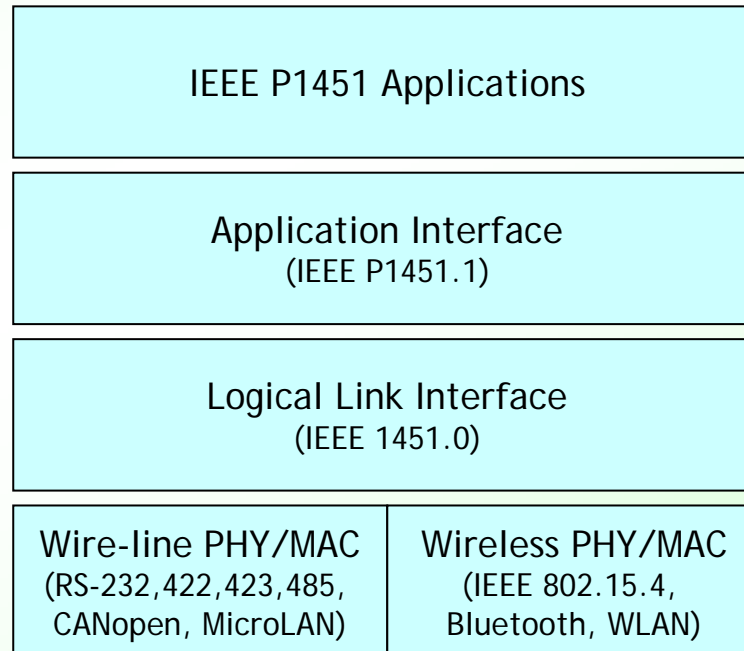 IEEE P1451 Applications
Application Interface
(IEEE P1451.1)
Logical Link Interface
(IEEE 1451.0)
Wire-line PHY/MAC
(RS-232,422,423,485,
CANopen, MicroLAN)
Wireless PHY/MAC
(IEEE 802.15.4,
Bluetooth, WLAN)